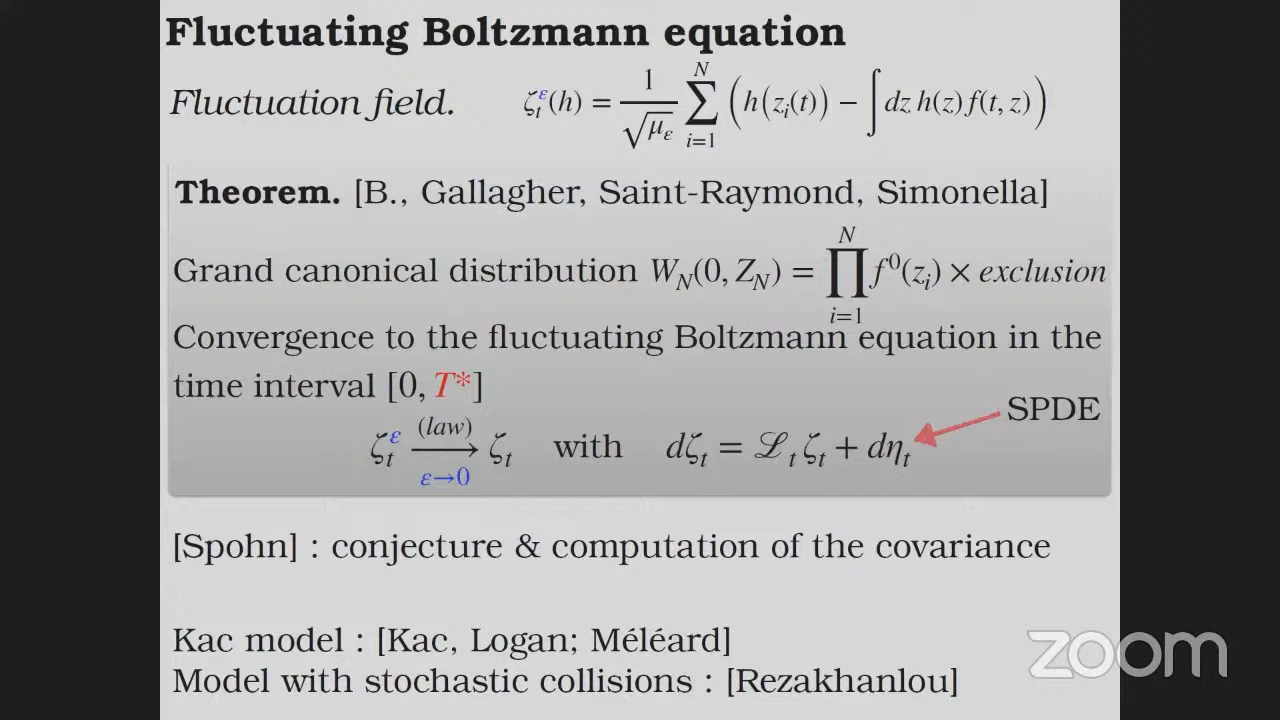 Fluctuating Boltzmann equation
Fluctuation field. ζ_t^ε(h) = 1/√μ_ε ∑_{i=1}^N (h(z_i(t)) − ∫dz h(z)f(t, z))
Theorem. [B., Gallagher, Saint-Raymond, Simonella]
Grand canonical distribution W_N(0, Z_N) = ∏_{i=1}^N f^0(z_i) × exclusion
Convergence to the fluctuating Boltzmann equation in the
time interval [0, T*]
SPDE
ζ_t^ε ⟶^{(law)}_{ε→0} ζ_t with dζ_t = ℒ_t ζ_t + dη_t
[Spohn] : conjecture & computation of the covariance
Kac model : [Kac, Logan; Méléard]
Model with stochastic collisions : [Rezakhanlou]
zoom